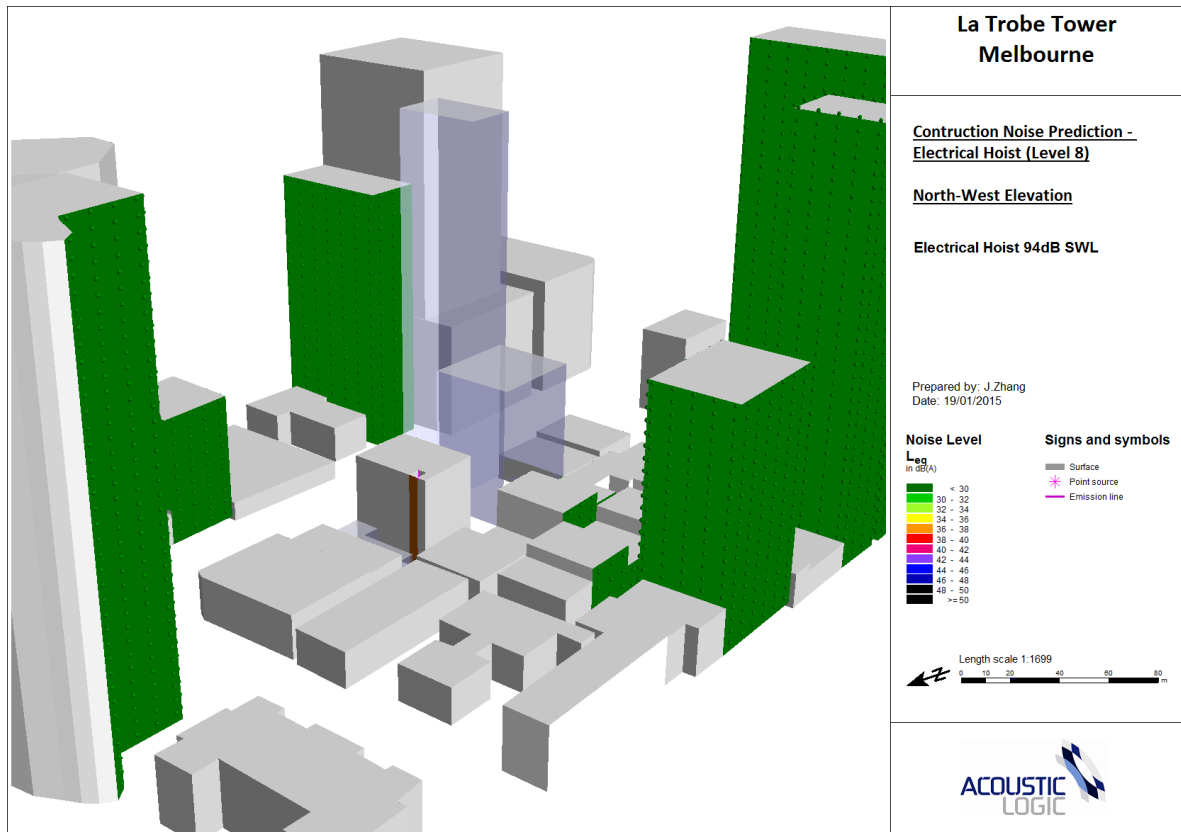 La Trobe Tower
Melbourne
Contruction Noise Prediction -
Electrical Hoist (Level 8)
North-West Elevation
Electrical Hoist 94dB SWL
Prepared by: J.Zhang
Date: 19/01/2015
Noise Level
Leq
in dB(A)
< 30
30 - 32
32 - 34
34 - 36
36 - 38
38 - 40
40 - 42
42 - 44
44 - 46
46 - 48
48 - 50
>= 50
Signs and symbols
Surface
Point source
Emission line
Length scale 1:1699
0 10 20 40 60 80
m
ACOUSTIC
LOGIC